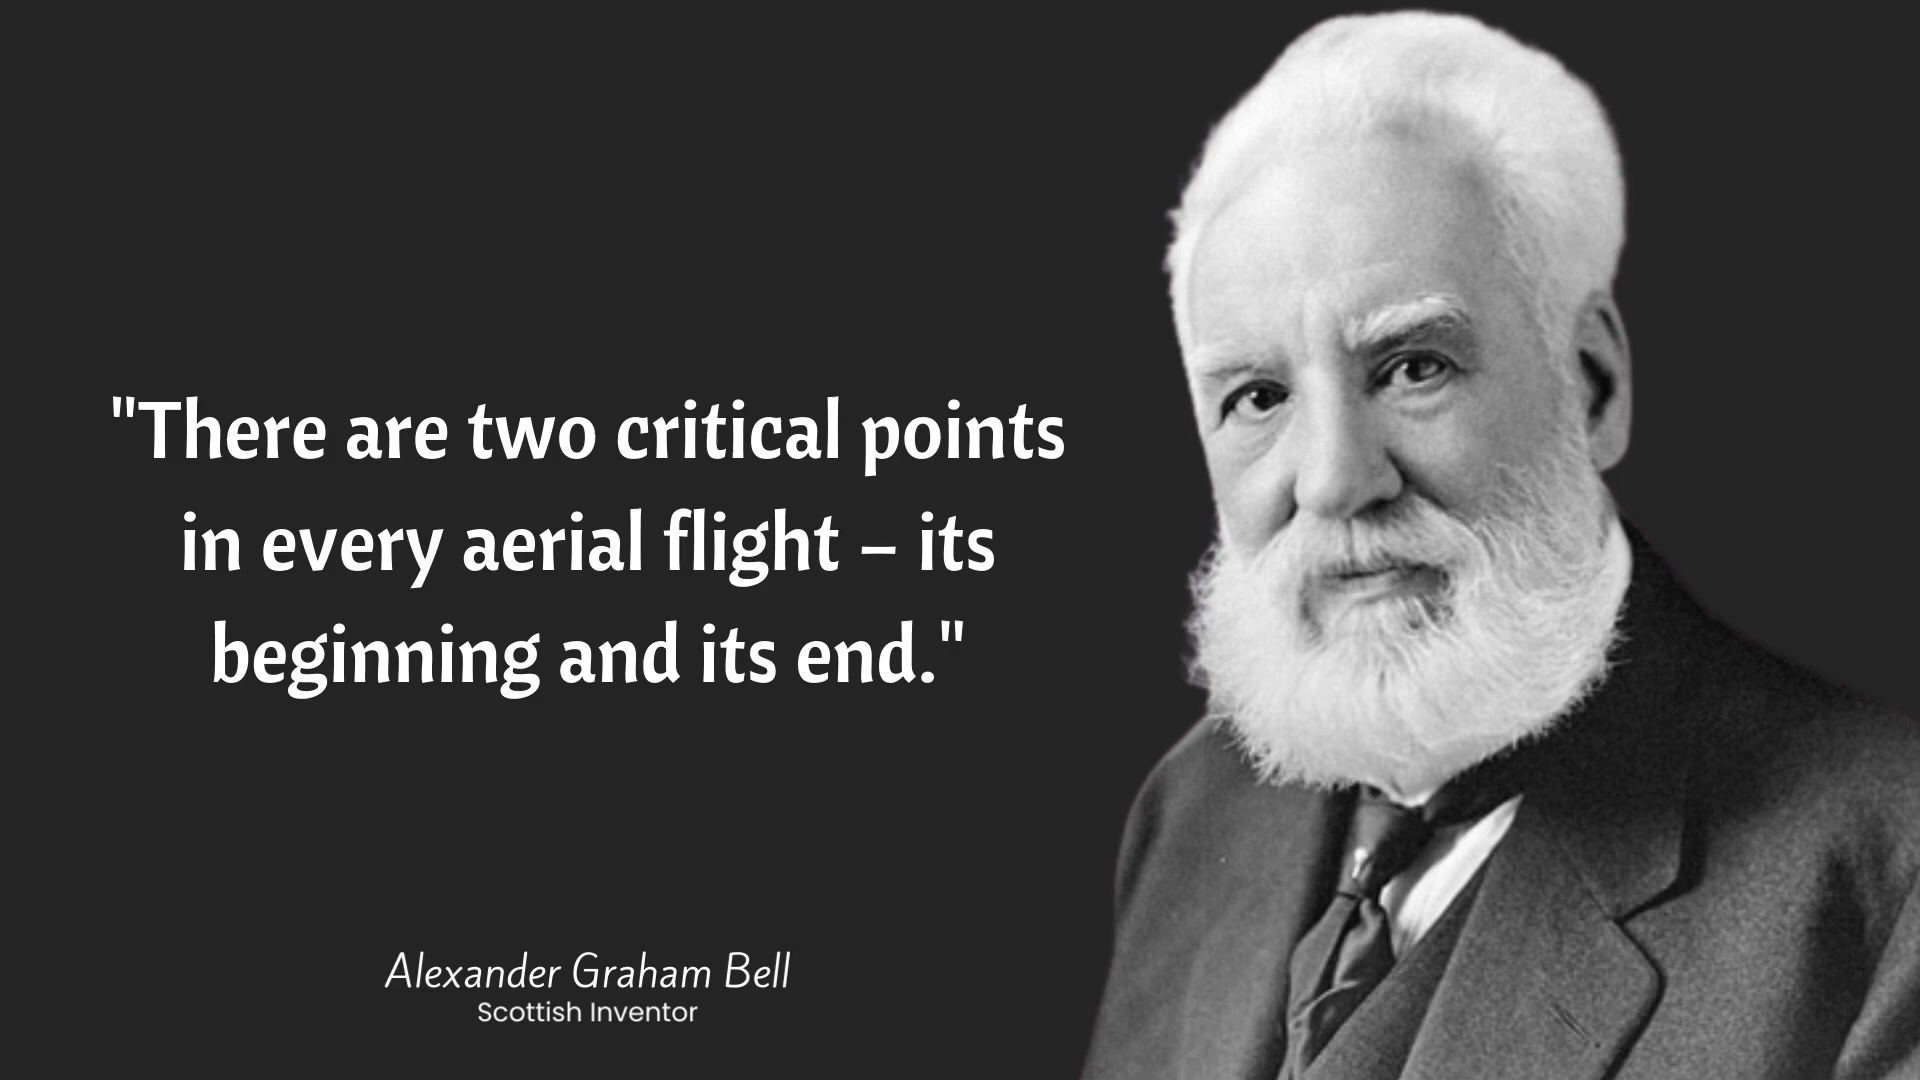 "There are two critical points
in every aerial flight – its
beginning and its end."
Alexander Graham Bell
Scottish Inventor